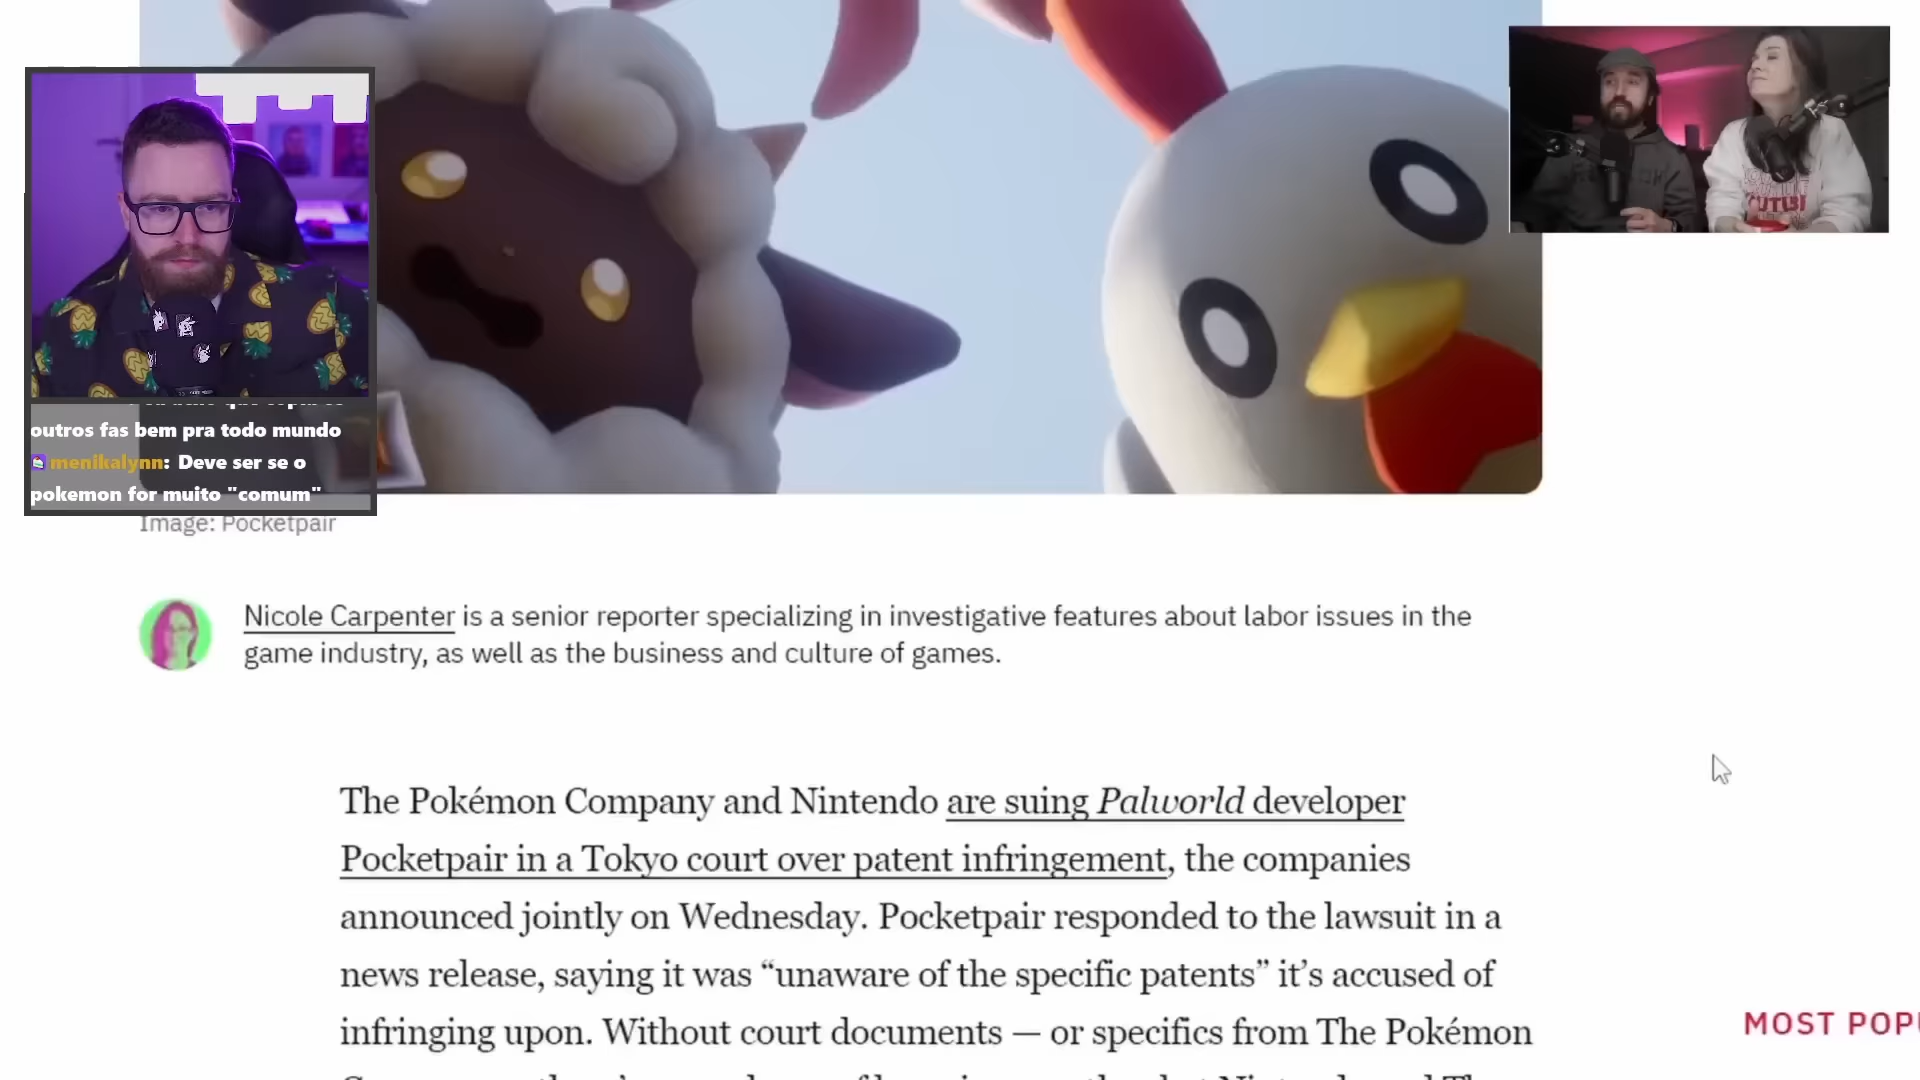 outros fas bem pra todo mundo
menikalynn: Deve ser se o
pokemon for muito "comum"
Image: Pocketpair
Nicole Carpenter is a senior reporter specializing in investigative features about labor issues in the
game industry, as well as the business and culture of games.
The Pokémon Company and Nintendo are suing Palworld developer
Pocketpair in a Tokyo court over patent infringement, the companies
announced jointly on Wednesday. Pocketpair responded to the lawsuit in a
news release, saying it was “unaware of the specific patents” it’s accused of
infringing upon. Without court documents — or specifics from The Pokémon
MOST POP